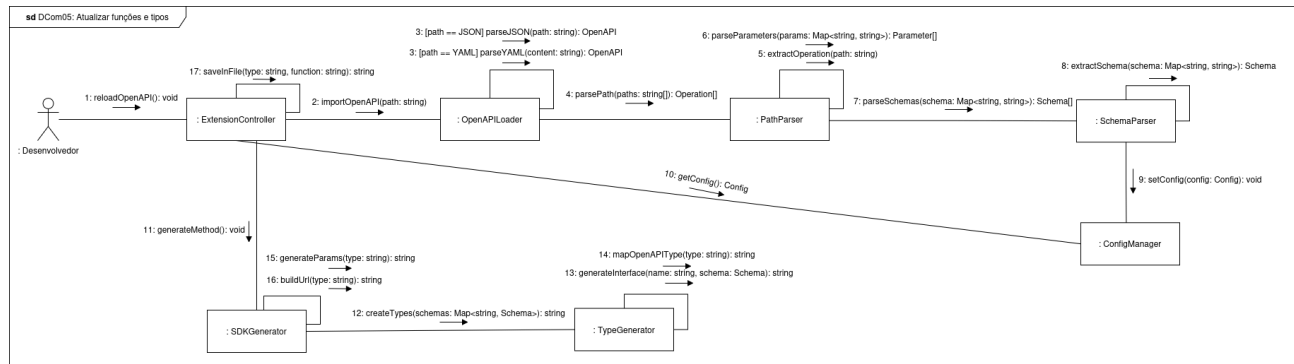 sd DCom05: Atualizar funções e tipos
3: [path == JSON] parseJSON(path: string): OpenAPI
3: [path == YAML] parseYAML(content: string): OpenAPI
6: parseParameters(params: Map<string, string>): Parameter[]
5: extractOperation(path: string)
8: extractSchema(schema: Map<string, string>): Schema
17: saveInFile(type: string, function: string): string
1: reloadOpenAPI(): void
2: importOpenAPI(path: string)
4: parsePath(paths: string[]): Operation[]
7: parseSchemas(schema: Map<string, string>): Schema[]
: Desenvolvedor
: ExtensionController
: OpenAPILoader
: PathParser
: SchemaParser
10: getConfig(): Config
9: setConfig(config: Config): void
11: generateMethod(): void
: ConfigManager
15: generateParams(type: string): string
16: buildUrl(type: string): string
14: mapOpenAPIType(type: string): string
13: generateInterface(name: string, schema: Schema): string
12: createTypes(schemas: Map<string, Schema>): string
: SDKGenerator
: TypeGenerator